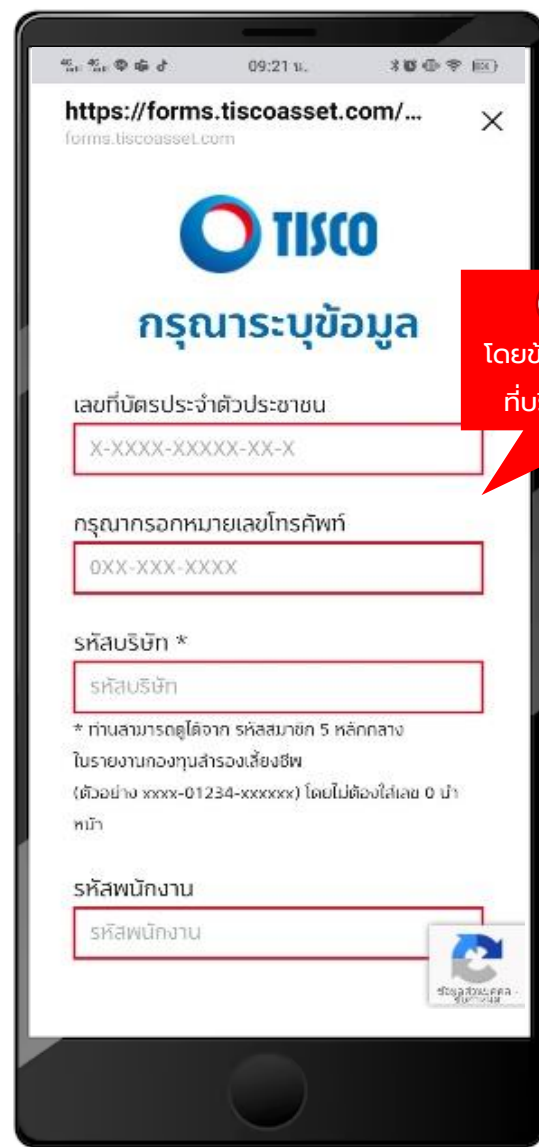 09:21 น.
https://forms.tiscoasset.com/...
forms.tiscoasset.com
TISCO
กรุณาระบุข้อมูล
โดยข้
ที่บริ
เลขที่บัตรประจำตัวประชาชน
X-XXXX-XXXXX-XX-X
กรุณากรอกหมายเลขโทรศัพท์
0XX-XXX-XXXX
รหัสบริษัท *
รหัสบริษัท
* ท่านสามารถดูได้จาก รหัสสมาชิก 5 หลักกลาง
ในรายงานกองทุนสำรองเลี้ยงชีพ
(ตัวอย่าง xxxx-01234-xxxxxx) โดยไม่ต้องใส่เลข 0 นำ
หน้า
รหัสพนักงาน
รหัสพนักงาน